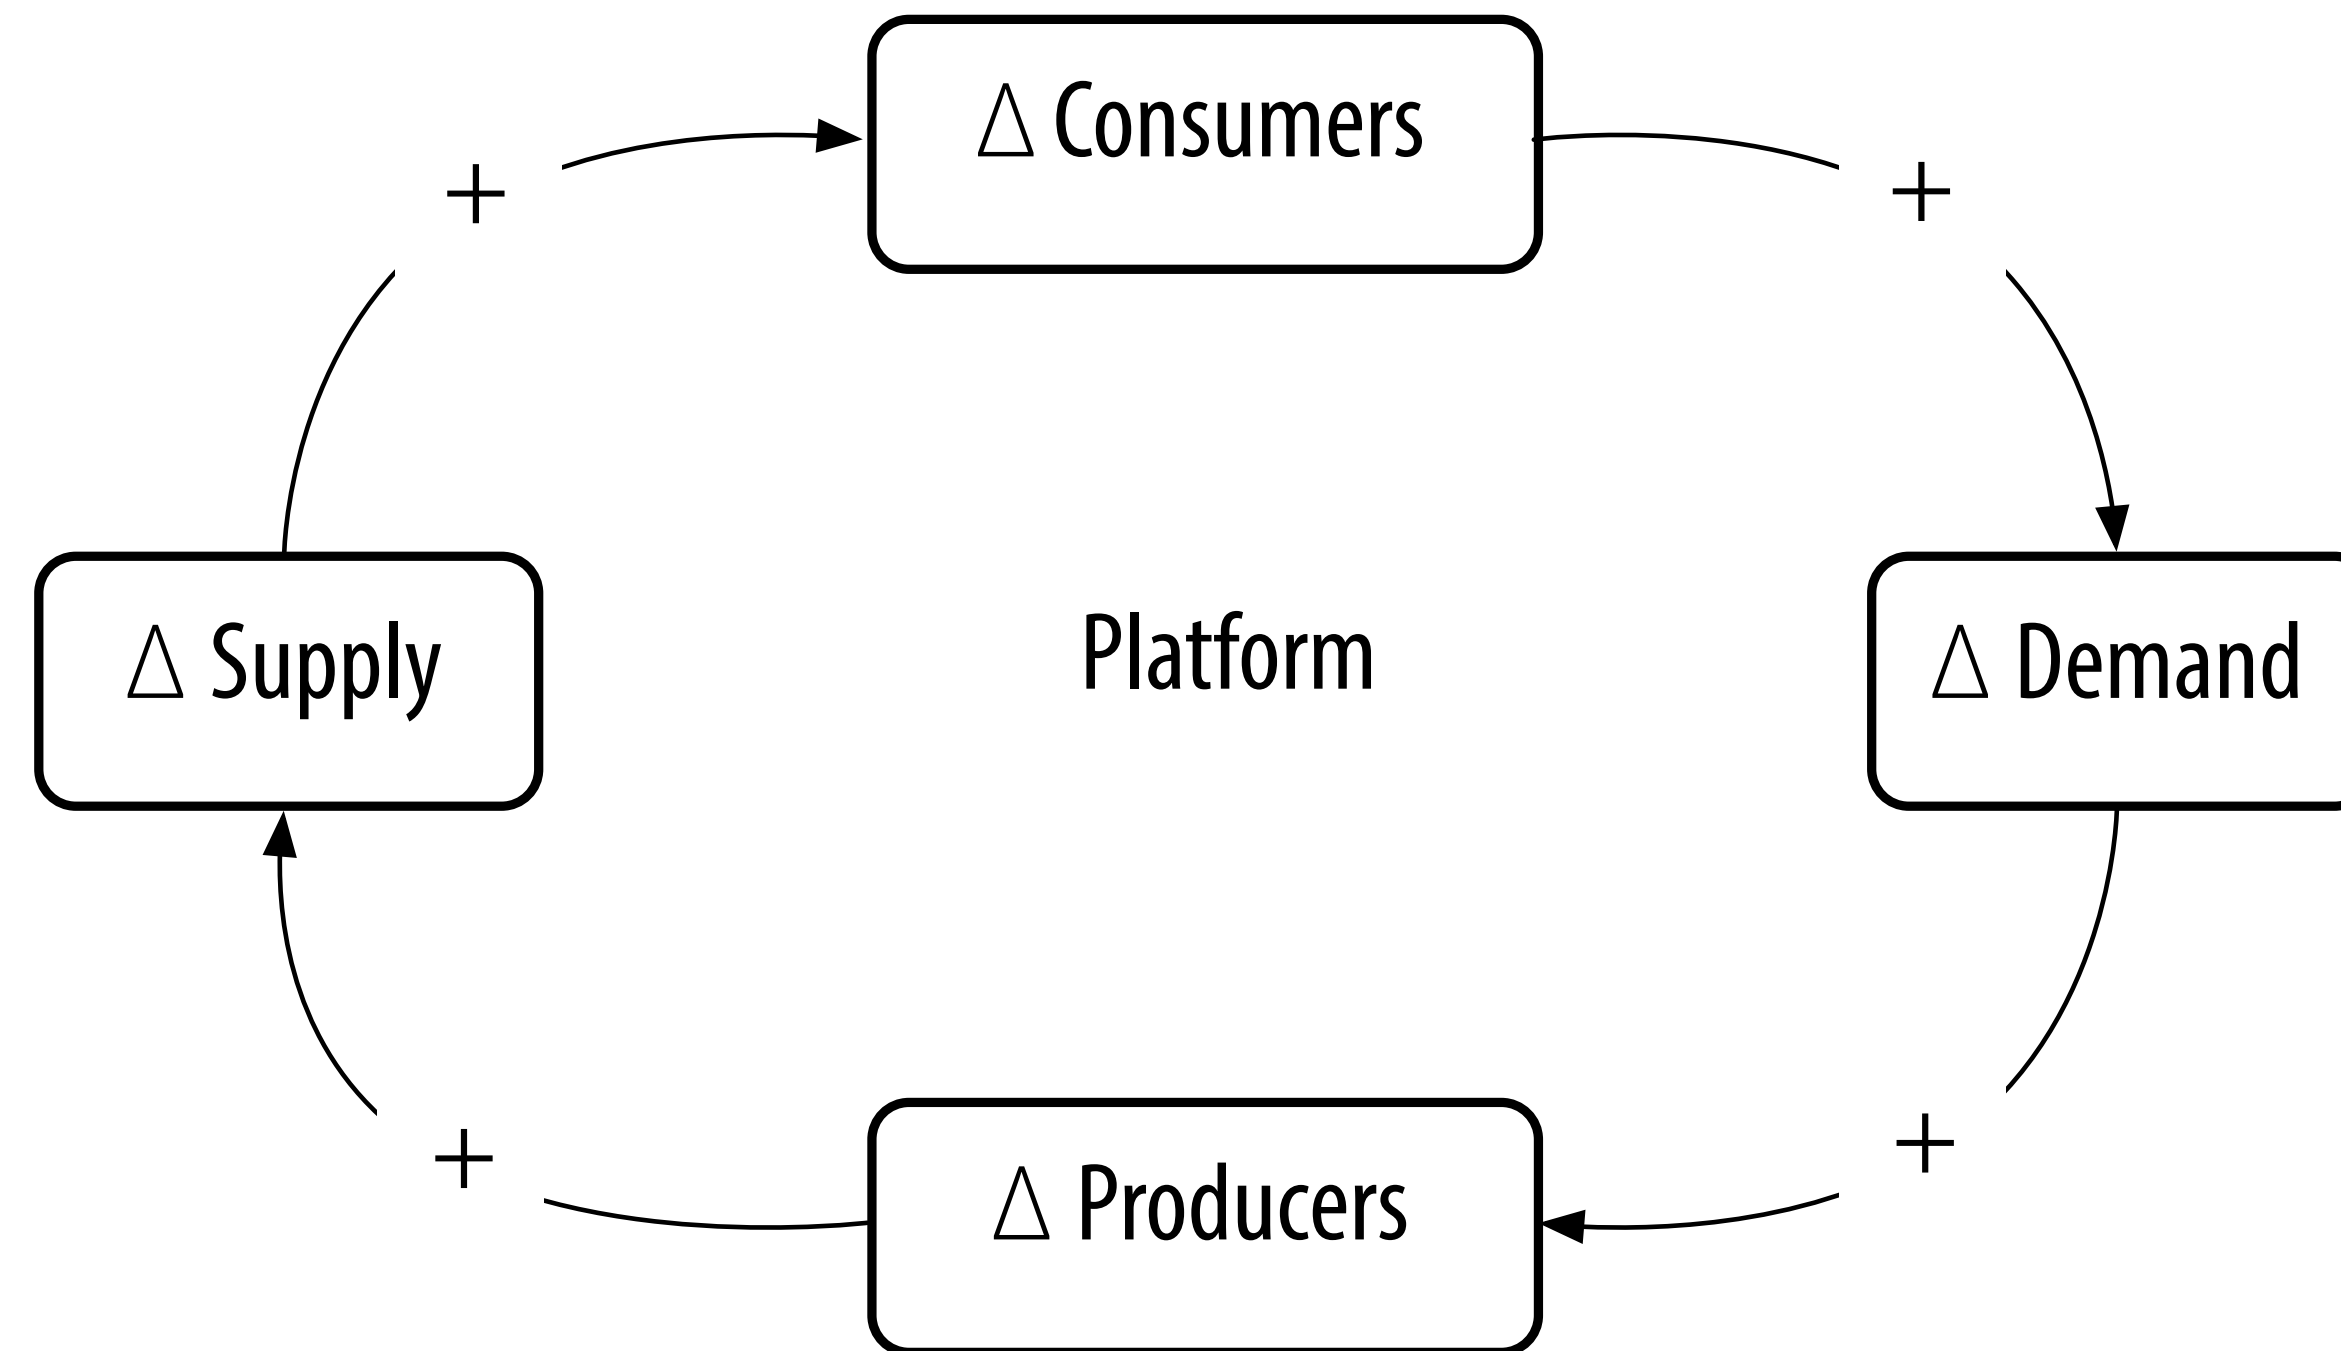 Δ Consumers
+
+
Δ Supply
Platform
Δ Demand
+
+
Δ Producers